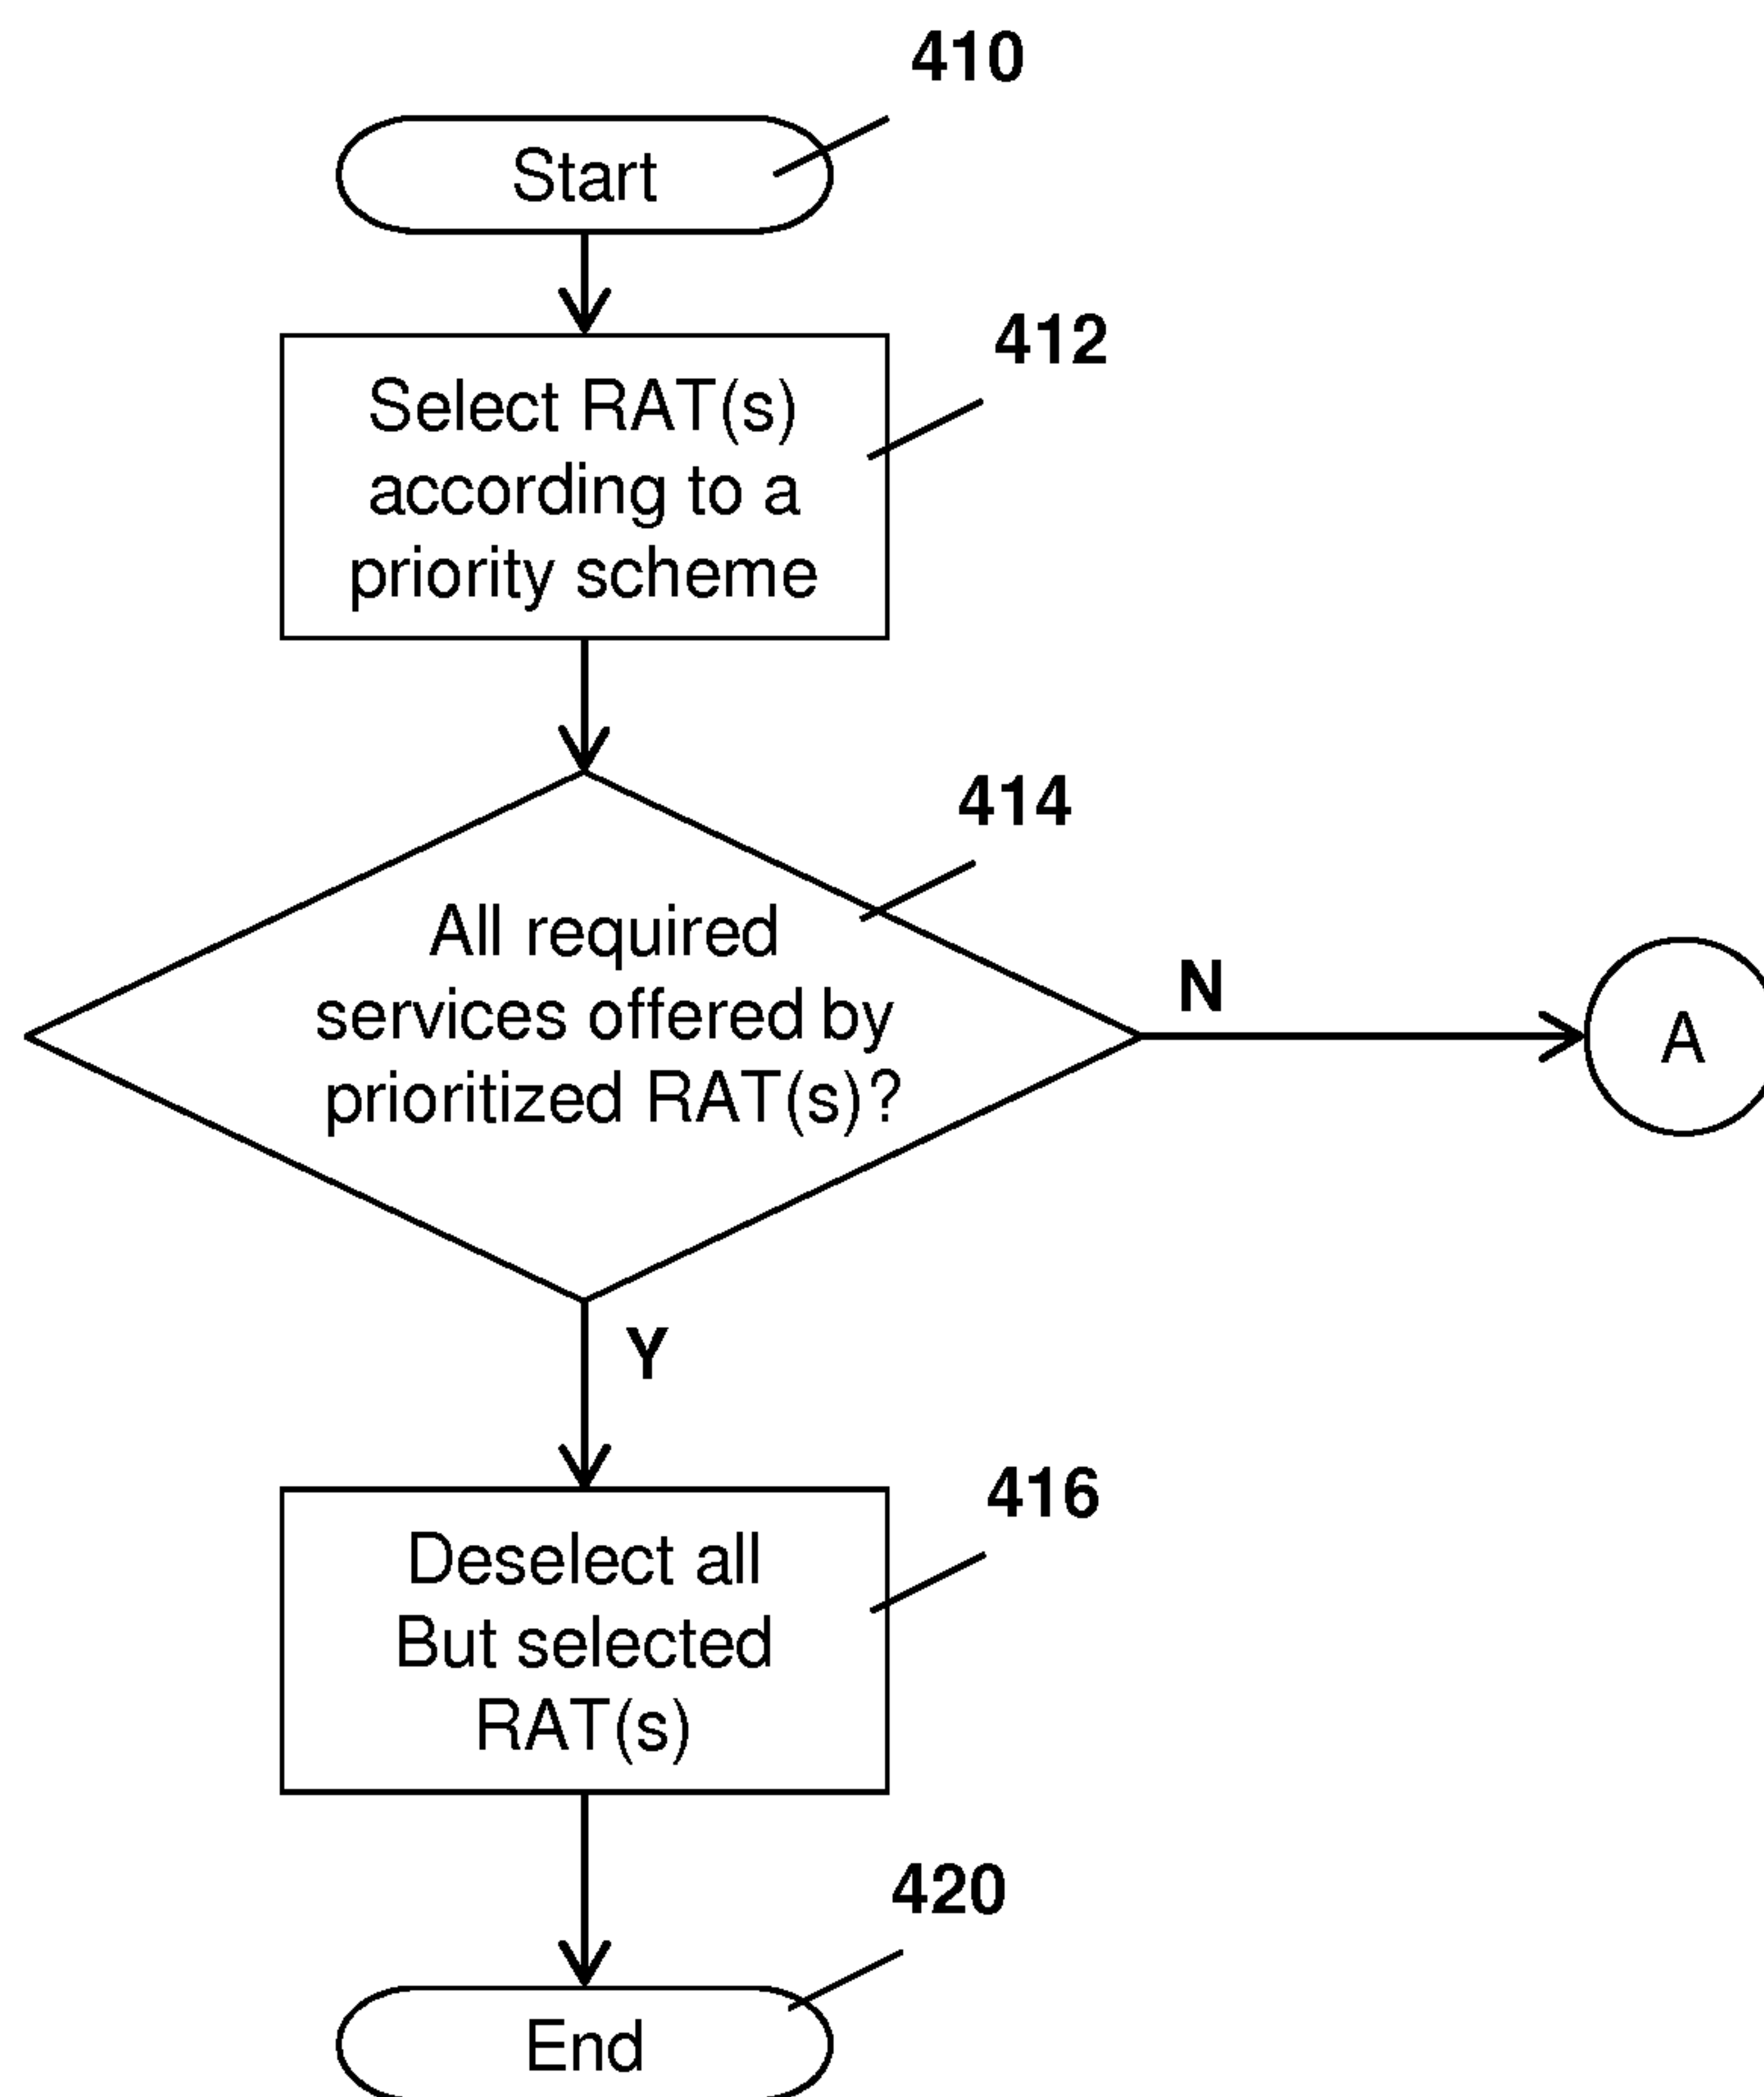 410
Start
412
Select RAT(s)
according to a
priority scheme
414
All required
services offered by
prioritized RAT(s)?
N
A
Y
416
Deselect all
But selected
RAT(s)
420
End